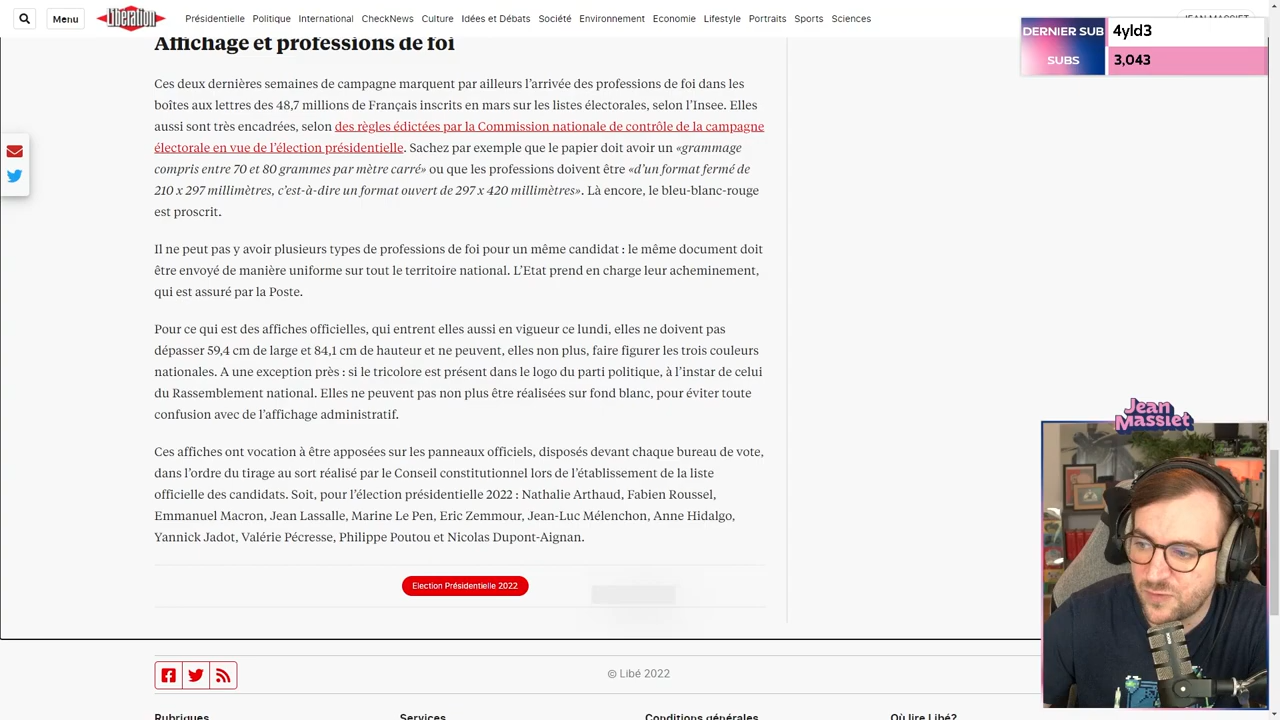 Menu
Libération
Présidentielle Politique International CheckNews Culture Idées et Débats Société Environnement Economie Lifestyle Portraits Sports Sciences
JEAN MASSIET
DERNIER SUB 4yld3
SUBS 3,043
Affichage et professions de foi
Ces deux dernières semaines de campagne marquent par ailleurs l’arrivée des professions de foi dans les
boîtes aux lettres des 48,7 millions de Français inscrits en mars sur les listes électorales, selon l’Insee. Elles
aussi sont très encadrées, selon des règles édictées par la Commission nationale de contrôle de la campagne
électorale en vue de l’élection présidentielle. Sachez par exemple que le papier doit avoir un «grammage
compris entre 70 et 80 grammes par mètre carré» ou que les professions doivent être «d’un format fermé de
210 x 297 millimètres, c’est-à-dire un format ouvert de 297 x 420 millimètres». Là encore, le bleu-blanc-rouge
est proscrit.
Il ne peut pas y avoir plusieurs types de professions de foi pour un même candidat : le même document doit
être envoyé de manière uniforme sur tout le territoire national. L’Etat prend en charge leur acheminement,
qui est assuré par la Poste.
Pour ce qui est des affiches officielles, qui entrent elles aussi en vigueur ce lundi, elles ne doivent pas
dépasser 59,4 cm de large et 84,1 cm de hauteur et ne peuvent, elles non plus, faire figurer les trois couleurs
nationales. A une exception près : si le tricolore est présent dans le logo du parti politique, à l’instar de celui
du Rassemblement national. Elles ne peuvent pas non plus être réalisées sur fond blanc, pour éviter toute
confusion avec de l’affichage administratif.
Ces affiches ont vocation à être apposées sur les panneaux officiels, disposés devant chaque bureau de vote,
dans l’ordre du tirage au sort réalisé par le Conseil constitutionnel lors de l’établissement de la liste
officielle des candidats. Soit, pour l’élection présidentielle 2022 : Nathalie Arthaud, Fabien Roussel,
Emmanuel Macron, Jean Lassalle, Marine Le Pen, Eric Zemmour, Jean-Luc Mélenchon, Anne Hidalgo,
Yannick Jadot, Valérie Pécresse, Philippe Poutou et Nicolas Dupont-Aignan.
Election Présidentielle 2022
Jean
Massiet
© Libé 2022
Rubriques Services Conditions générales Où lire Libé?